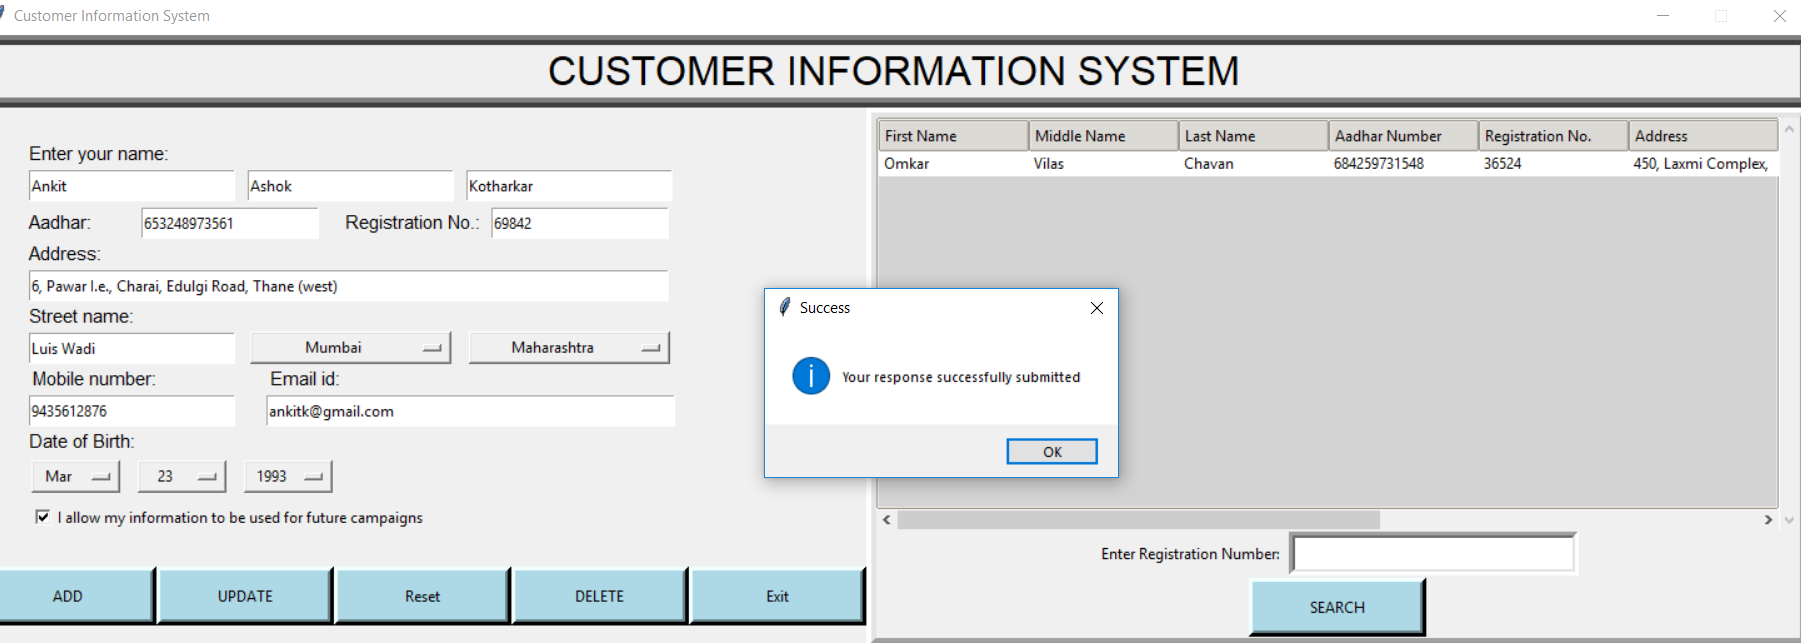 Customer Information System
CUSTOMER INFORMATION SYSTEM
Enter your name:
Ankit Ashok Kotharkar
Aadhar: 653248973561 Registration No.: 69842
Address:
6, Pawar I.e., Charai, Edulgi Road, Thane (west)
Street name:
Luis Wadi Mumbai Maharashtra
Mobile number: Email id:
9435612876 ankitk@gmail.com
Date of Birth:
Mar 23 1993
I allow my information to be used for future campaigns
ADD UPDATE Reset DELETE Exit
First Name Middle Name Last Name Aadhar Number Registration No. Address
Omkar Vilas Chavan 684259731548 36524 450, Laxmi Complex,
Success
Your response successfully submitted
OK
Enter Registration Number:
SEARCH